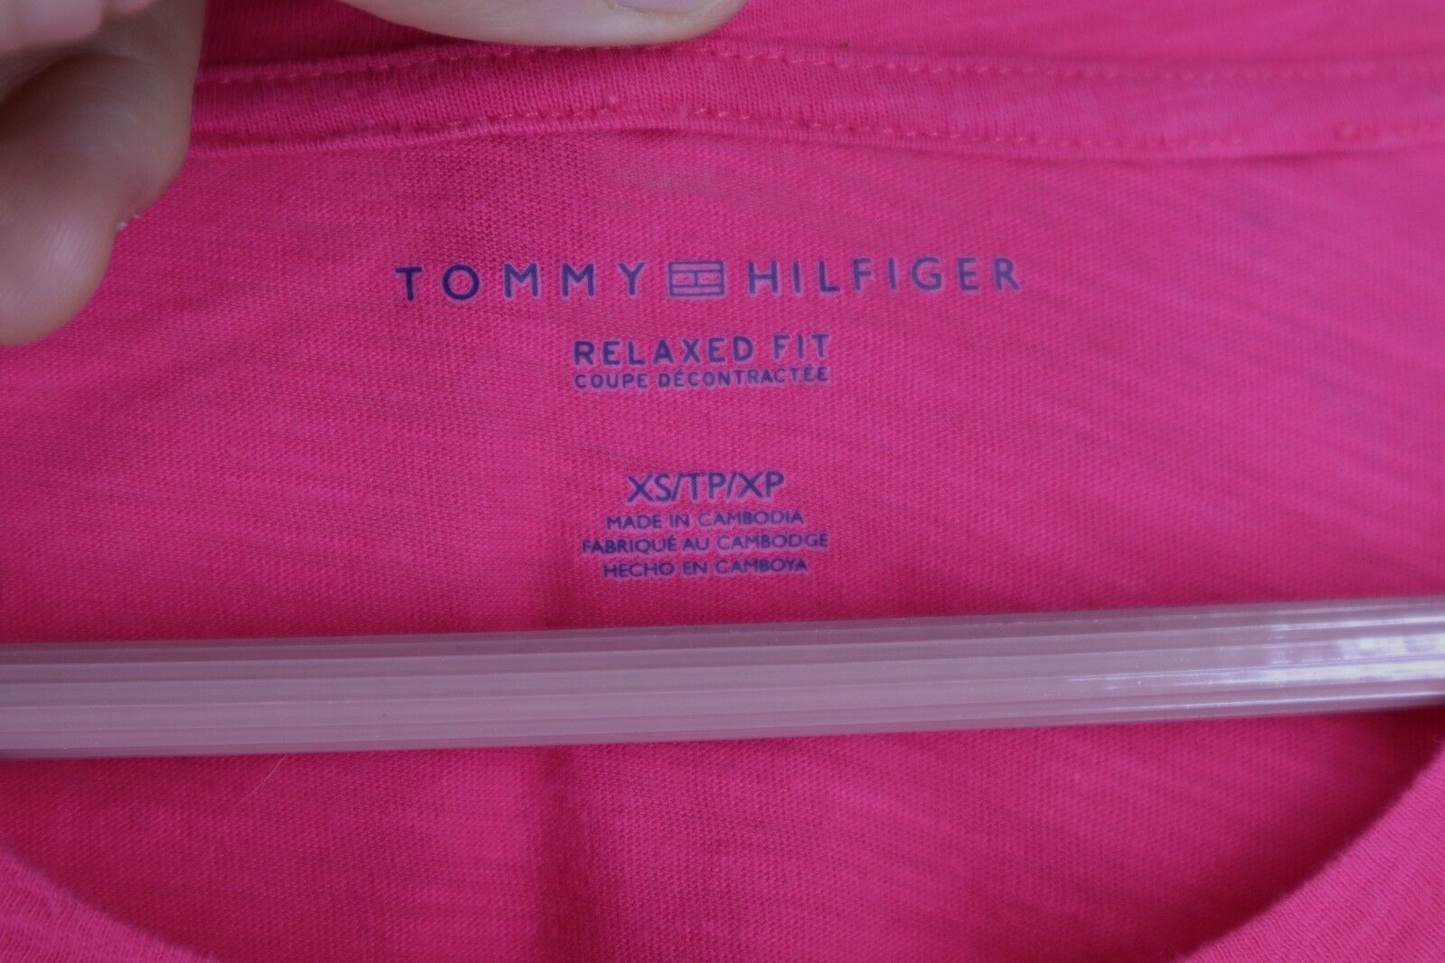 TOMMY HILFIGER
RELAXED FIT
COUPE DÉCONTRACTÉE
XS/TP/XP
MADE IN CAMBODIA
FABRIQUÉ AU CAMBODGE
HECHO EN CAMBOYA